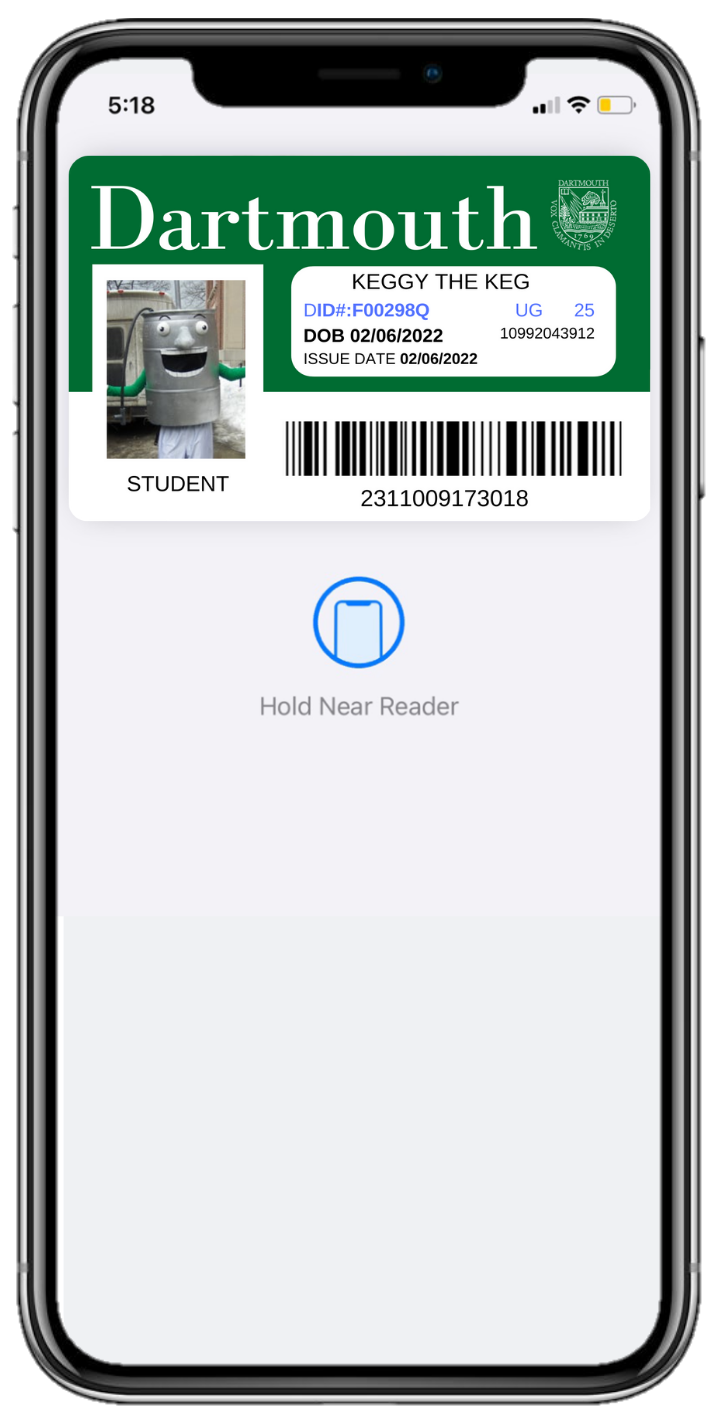 5:18
Dartmouth
DARTMOUTH
VOX CLAMANTIS IN DESERTO
1769
KEGGY THE KEG
DID#:F00298Q UG 25
DOB 02/06/2022 10992043912
ISSUE DATE 02/06/2022
STUDENT
2311009173018
Hold Near Reader